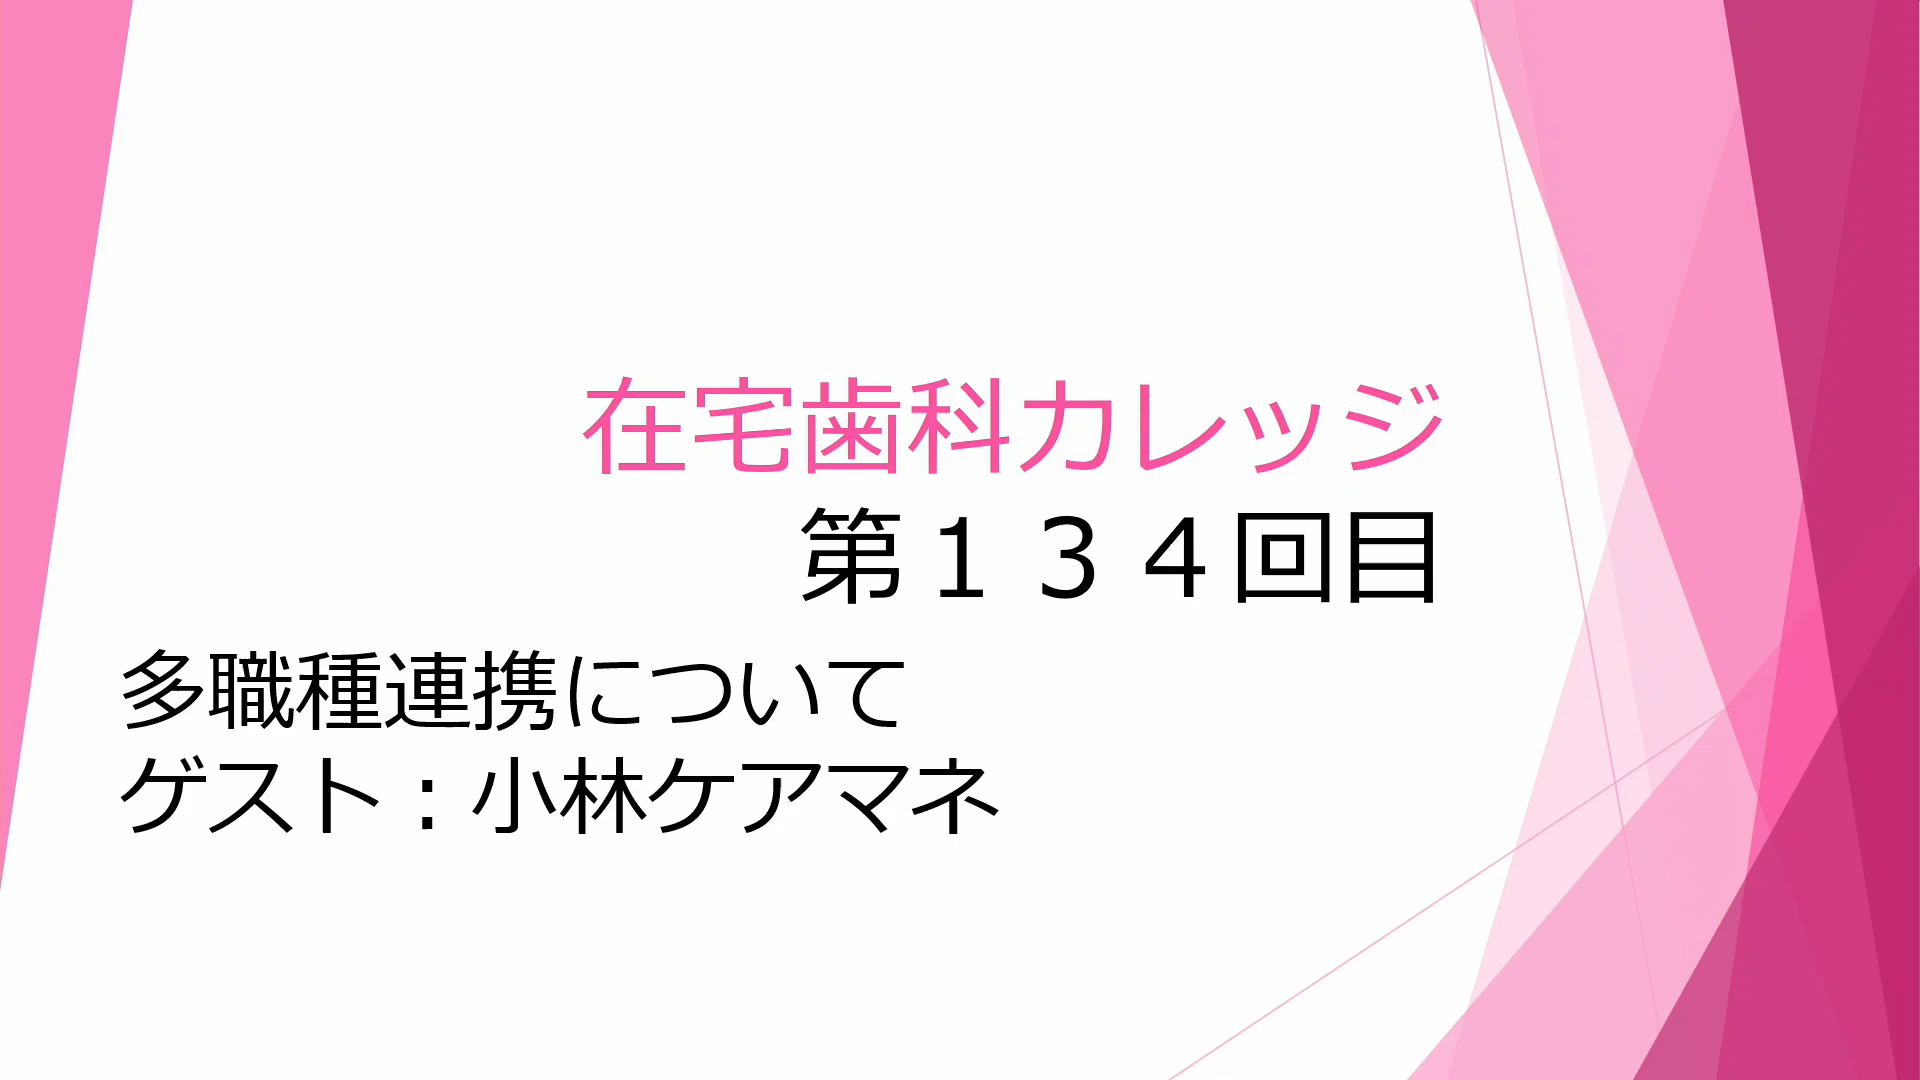 在宅歯科カレッジ
第１３４回目
多職種連携について
ゲスト：小林ケアマネ